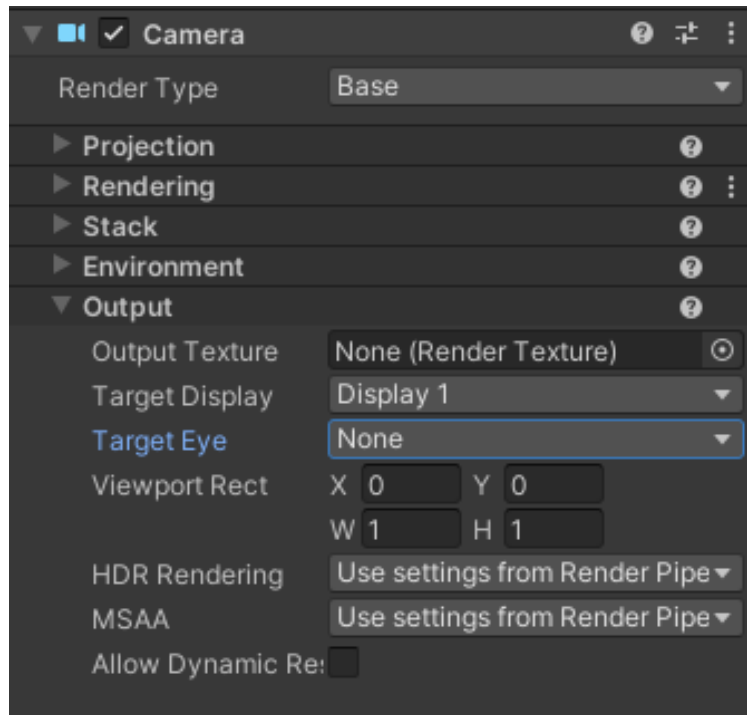 Camera
Render Type Base
Projection
Rendering
Stack
Environment
Output
Output Texture None (Render Texture)
Target Display Display 1
Target Eye None
Viewport Rect X 0 Y 0
W 1 H 1
HDR Rendering Use settings from Render Pipe
MSAA Use settings from Render Pipe
Allow Dynamic Re